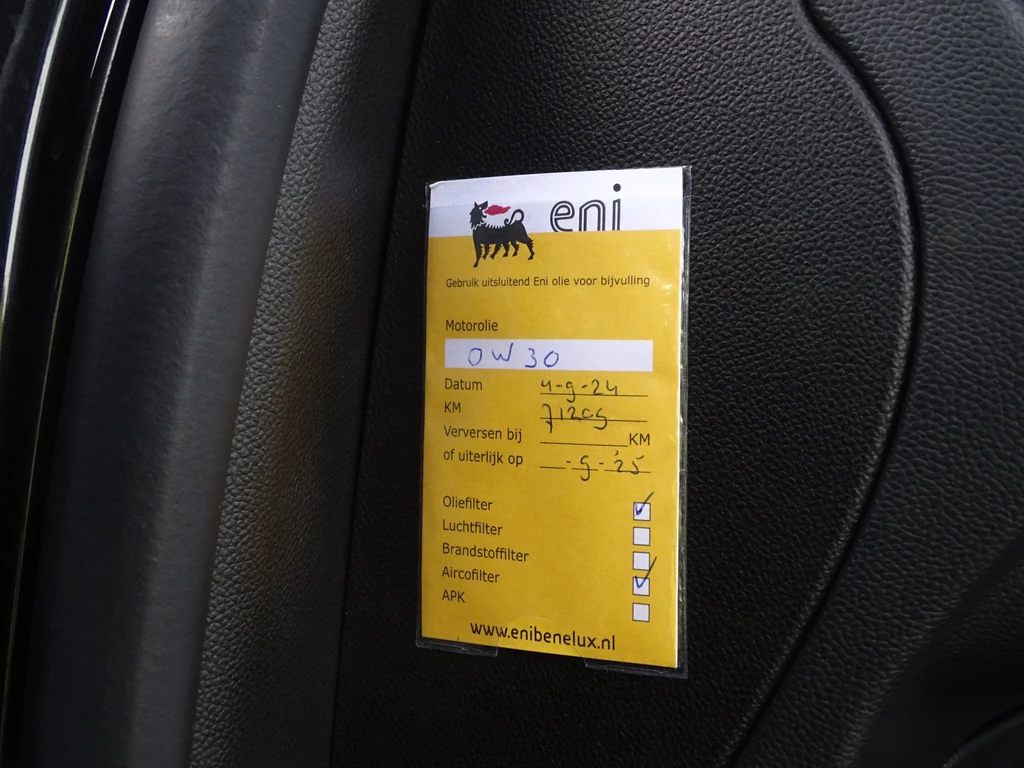 eni
Gebruik uitsluitend Eni olie voor bijvulling
Motorolie
0W30
Datum 4-9-24
KM 71209
Verversen bij KM
of uiterlijk op -9-'25
Oliefilter
Luchtfilter
Brandstoffilter
Aircofilter
APK
www.enibenelux.nl